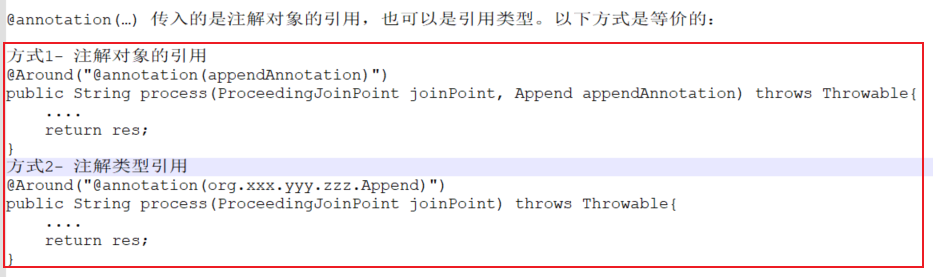 @annotation(…) 传入的是注解对象的引用，也可以是引用类型。以下方式是等价的：
方式1- 注解对象的引用
@Around("@annotation(appendAnnotation)")
public String process(ProceedingJoinPoint joinPoint, Append appendAnnotation) throws Throwable{
....
return res;
}
方式2- 注解类型引用
@Around("@annotation(org.xxx.yyy.zzz.Append)")
public String process(ProceedingJoinPoint joinPoint) throws Throwable{
....
return res;
}